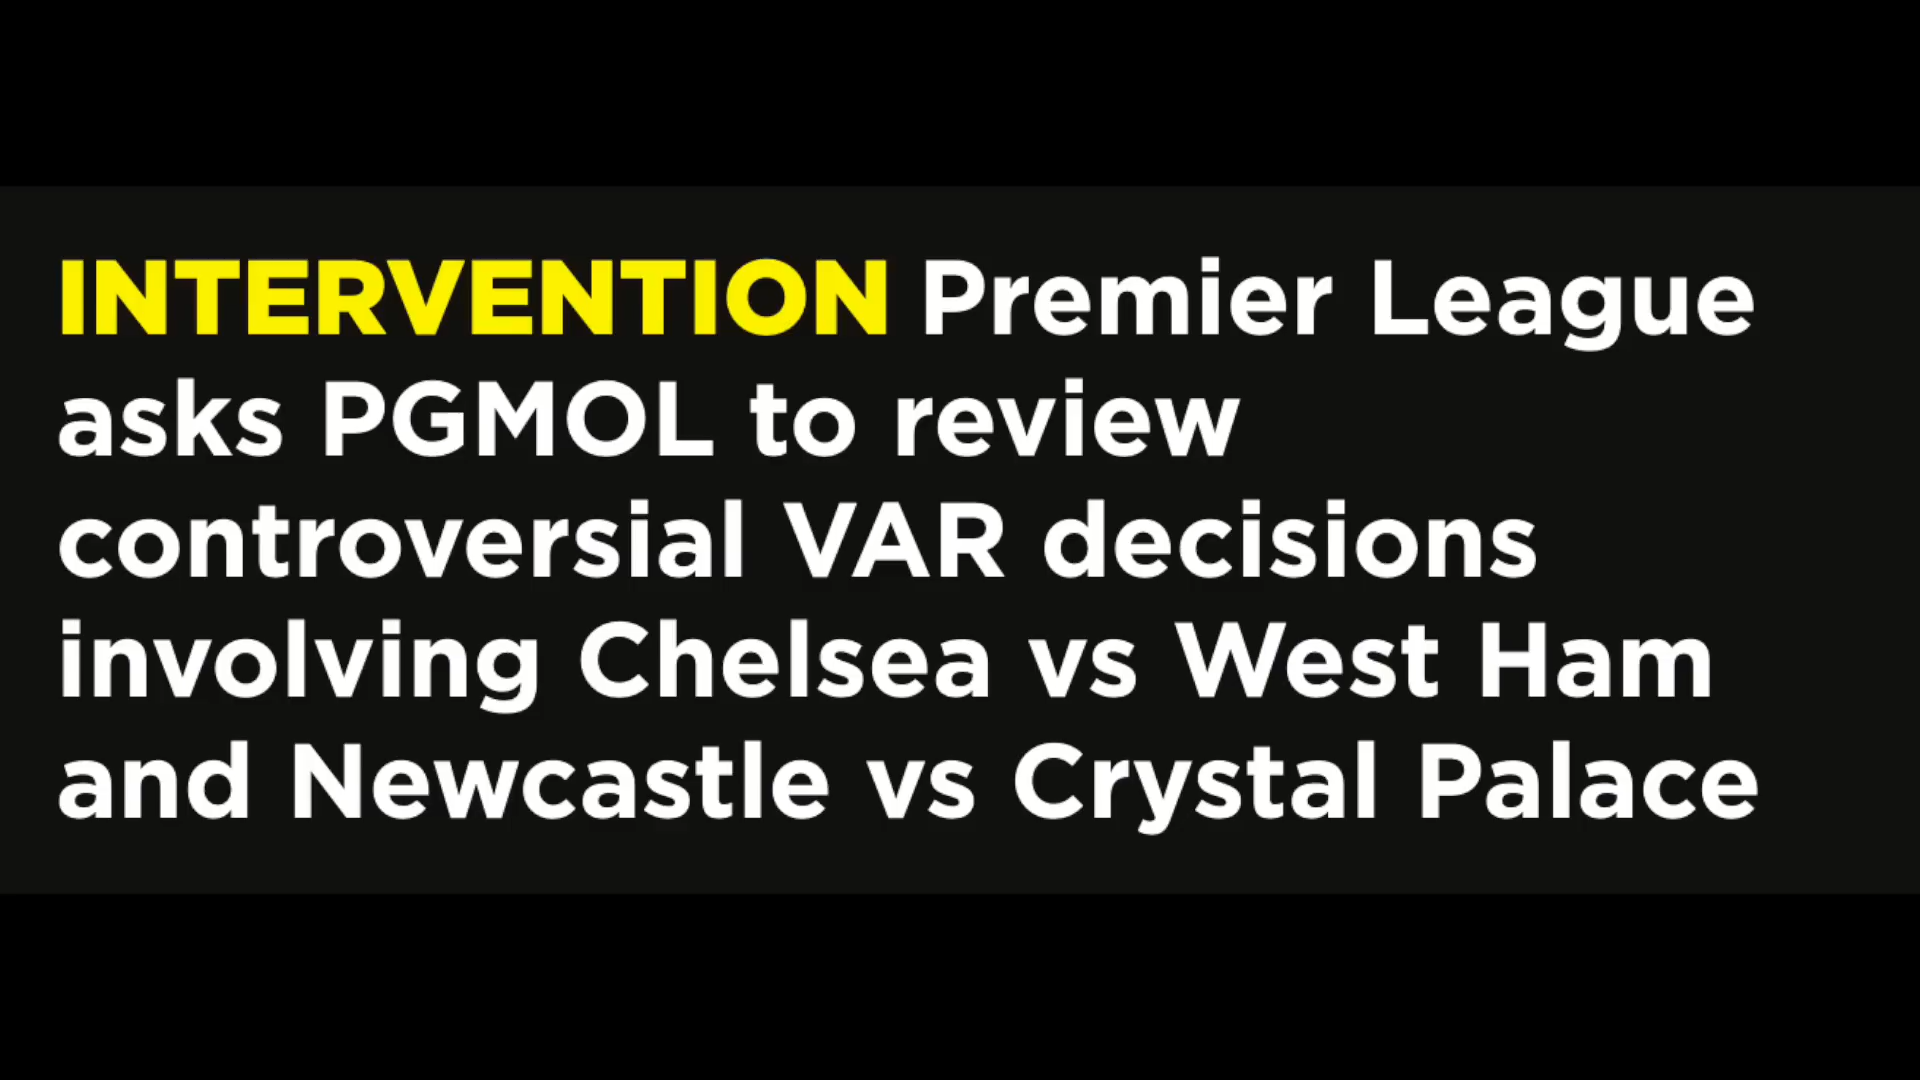 INTERVENTION Premier League
asks PGMOL to review
controversial VAR decisions
involving Chelsea vs West Ham
and Newcastle vs Crystal Palace